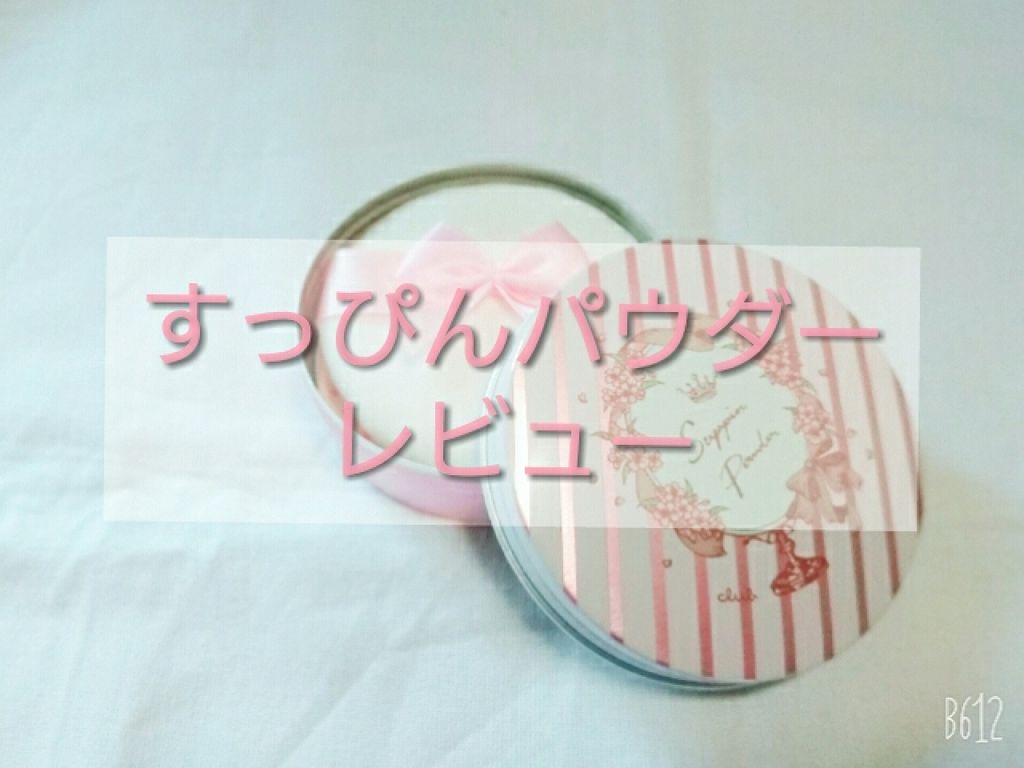 すっぴんパウダー
レビュー
Suppin
Powder
club
B612